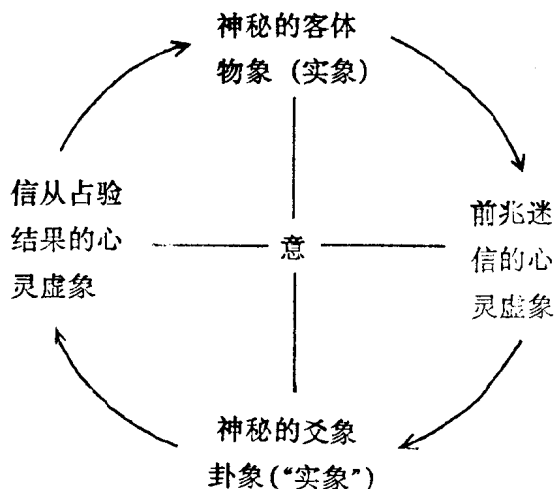 神秘的客体
物象（实象）
信从占验
结果的心
灵虚象
意
前兆迷
信的心
灵虚象
神秘的爻象
卦象(“实象”)